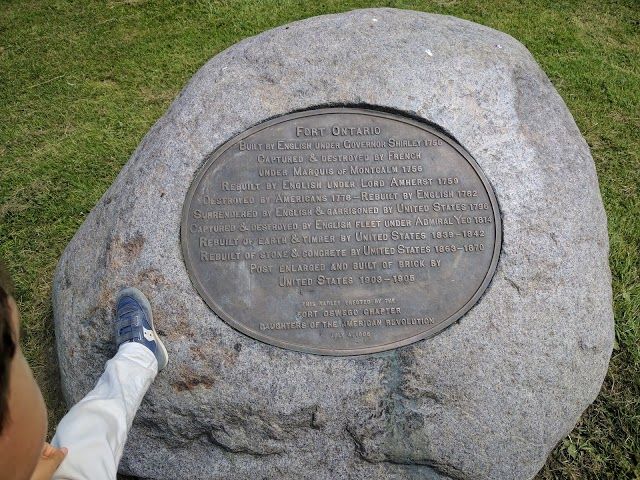 FORT ONTARIO
BUILT BY ENGLISH UNDER GOVERNOR SHIRLEY 1755
CAPTURED & DESTROYED BY FRENCH
UNDER MARQUIS OF MONTCALM 1756
REBUILT BY ENGLISH UNDER LORD AMHERST 1759
DESTROYED BY AMERICANS 1778 – REBUILT BY ENGLISH 1782
SURRENDERED BY ENGLISH & GARRISONED BY UNITED STATES 1796
CAPTURED & DESTROYED BY ENGLISH FLEET UNDER ADMIRAL YEO 1814
REBUILT OF EARTH & TIMBER BY UNITED STATES 1839–1842
REBUILT OF STONE & CONCRETE BY UNITED STATES 1863–1870
POST ENLARGED AND BUILT OF BRICK BY
UNITED STATES 1903–1905
THIS TABLET ERECTED BY THE
FORT OSWEGO CHAPTER
DAUGHTERS OF THE AMERICAN REVOLUTION
JULY 4,